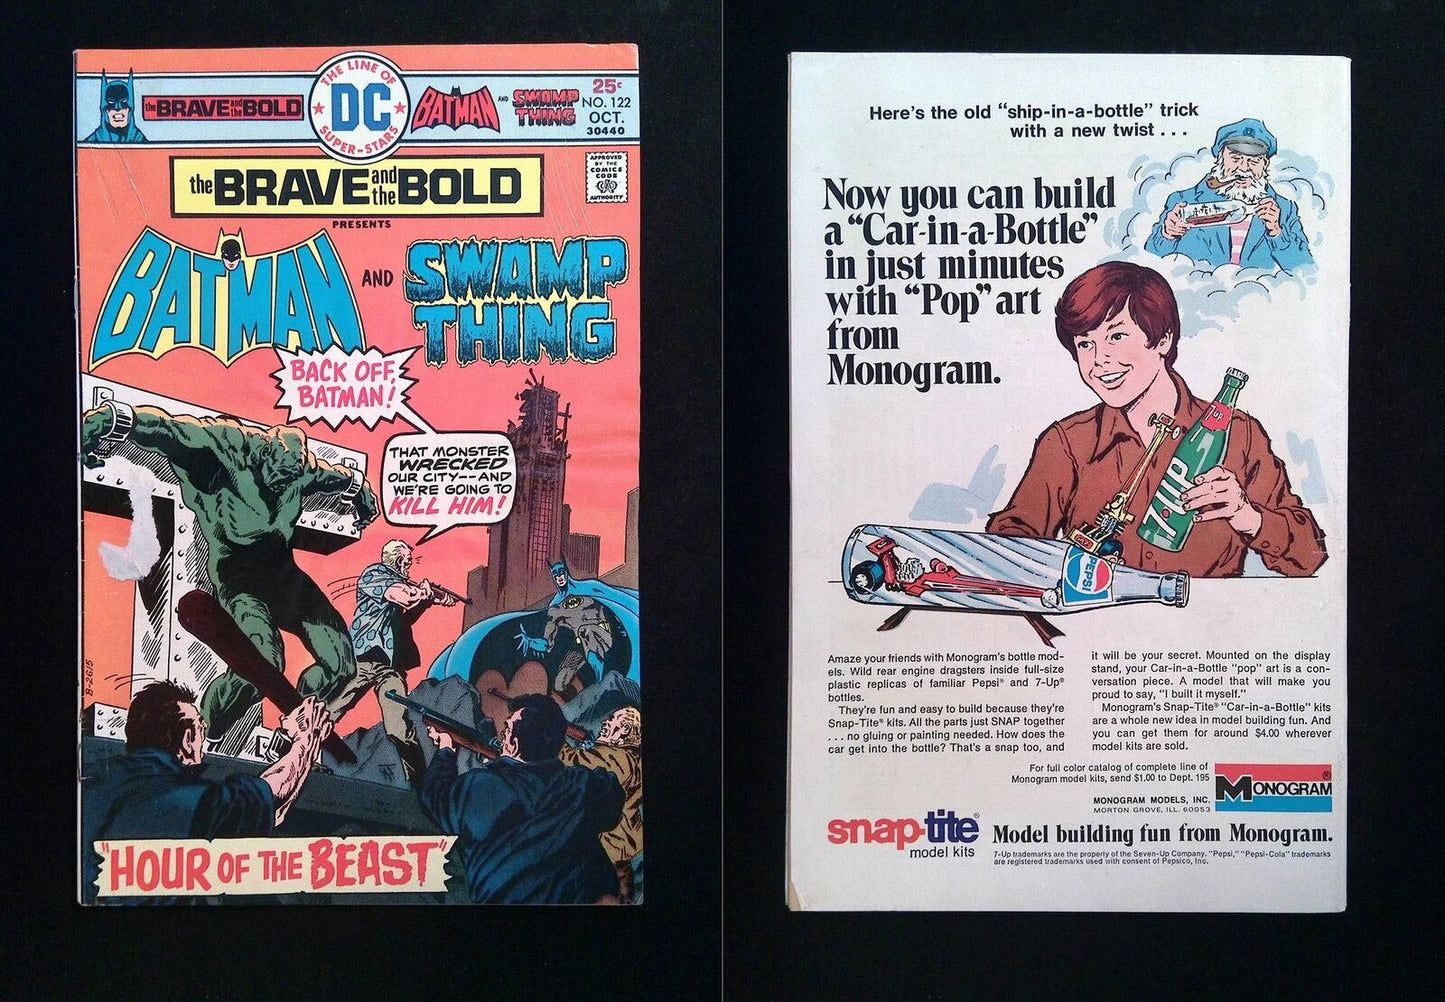 THE LINE OF
DC
SUPER-STARS
the BRAVE and the BOLD
BATMAN AND SWAMP THING
25¢
NO. 122
OCT.
30440
the BRAVE and the BOLD
APPROVED
BY THE
COMICS
CODE
CA
AUTHORITY
PRESENTS
BATMAN AND SWAMP
THING
BACK OFF,
BATMAN!
THAT MONSTER
WRECKED
OUR CITY--AND
WE'RE GOING TO
KILL HIM!
B-2615
"HOUR OF THE BEAST"
Here's the old "ship-in-a-bottle" trick
with a new twist . . .
Now you can build
a "Car-in-a-Bottle"
in just minutes
with "Pop" art
from
Monogram.
7UP
7UP
PEPSI
Amaze your friends with Monogram's bottle mod-
els. Wild rear engine dragsters inside full-size
plastic replicas of familiar Pepsi® and 7-Up®
bottles.
They're fun and easy to build because they're
Snap-Tite® kits. All the parts just SNAP together
. . . no gluing or painting needed. How does the
car get into the bottle? That's a snap too, and
it will be your secret. Mounted on the display
stand, your Car-in-a-Bottle "pop" art is a con-
versation piece. A model that will make you
proud to say, "I built it myself."
Monogram's Snap-Tite® "Car-in-a-Bottle" kits
are a whole new idea in model building fun. And
you can get them for around $4.00 wherever
model kits are sold.
For full color catalog of complete line of
Monogram model kits, send $1.00 to Dept. 195
MONOGRAM MODELS, INC.
MORTON GROVE, ILL. 60053
MONOGRAM®
snap-tite®
model kits
Model building fun from Monogram.
7-Up trademarks are the property of the Seven-Up Company. "Pepsi," "Pepsi-Cola" trademarks
are registered trademarks used with consent of Pepsico, Inc.